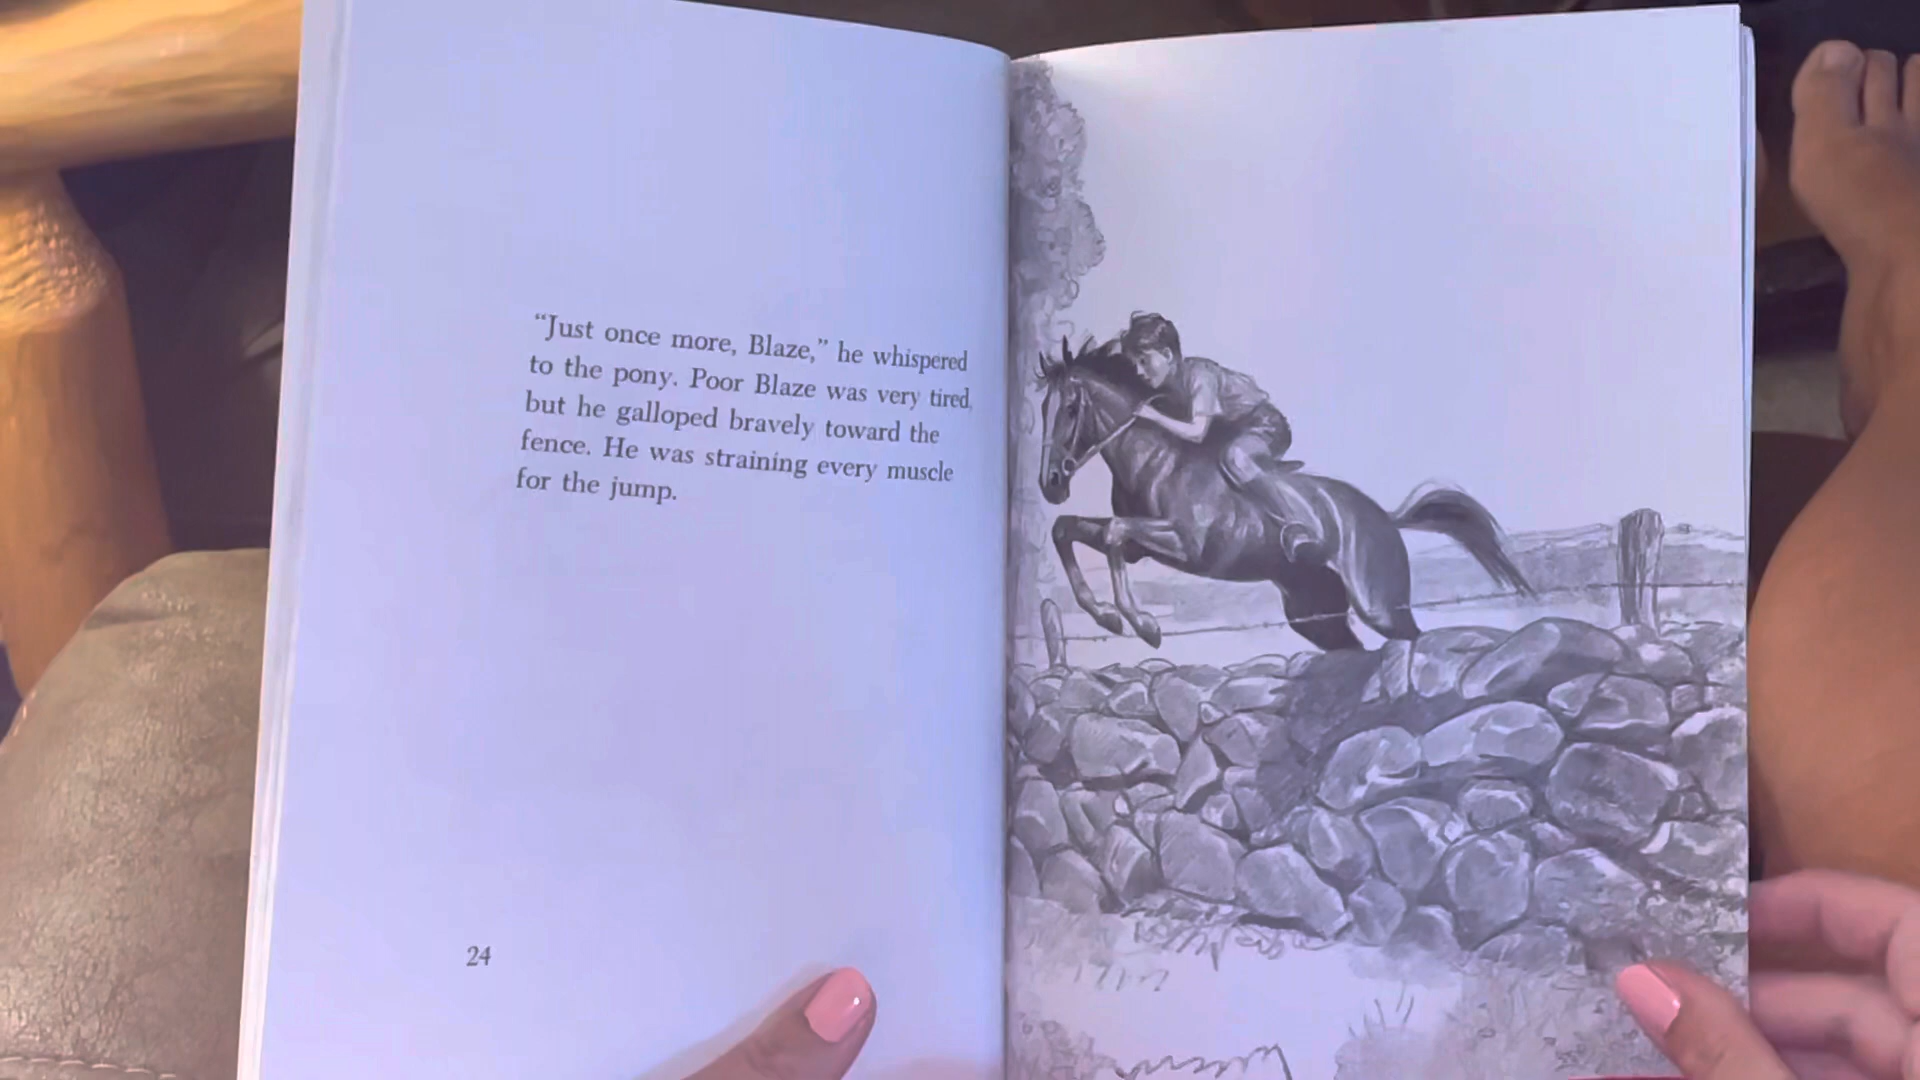 “Just once more, Blaze,” he whispered
to the pony. Poor Blaze was very tired,
but he galloped bravely toward the
fence. He was straining every muscle
for the jump.
24